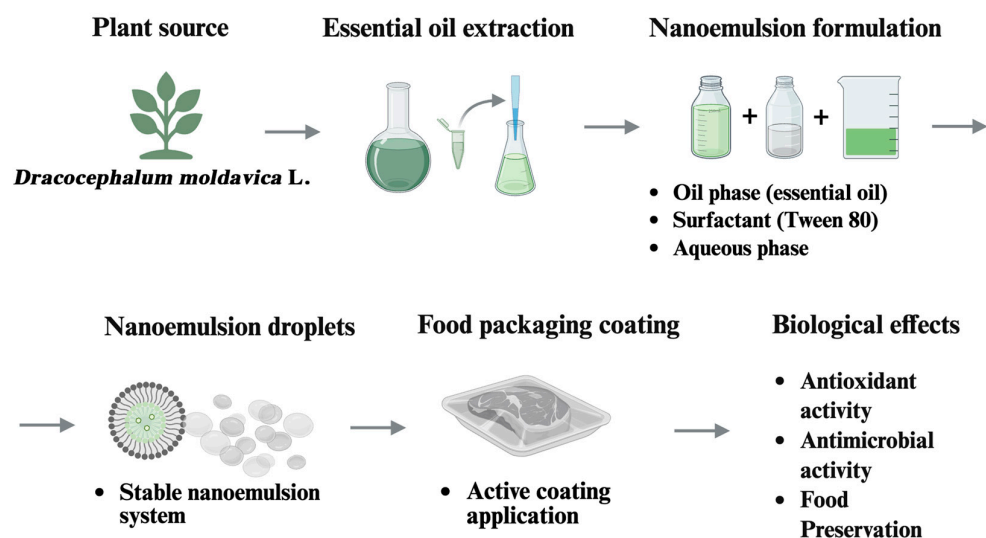 Plant source
Essential oil extraction
Nanoemulsion formulation
Dracocephalum moldavica L.
+ +
• Oil phase (essential oil)
• Surfactant (Tween 80)
• Aqueous phase
Nanoemulsion droplets
Food packaging coating
Biological effects
• Stable nanoemulsion
system
• Active coating
application
• Antioxidant
activity
• Antimicrobial
activity
• Food
Preservation